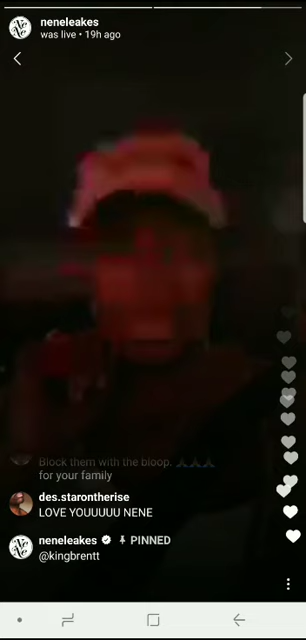 neneleakes
was live • 19h ago
Block them with the bloop.
for your family
des.starontherise
LOVE YOUUUUU NENE
neneleakes PINNED
@kingbrentt